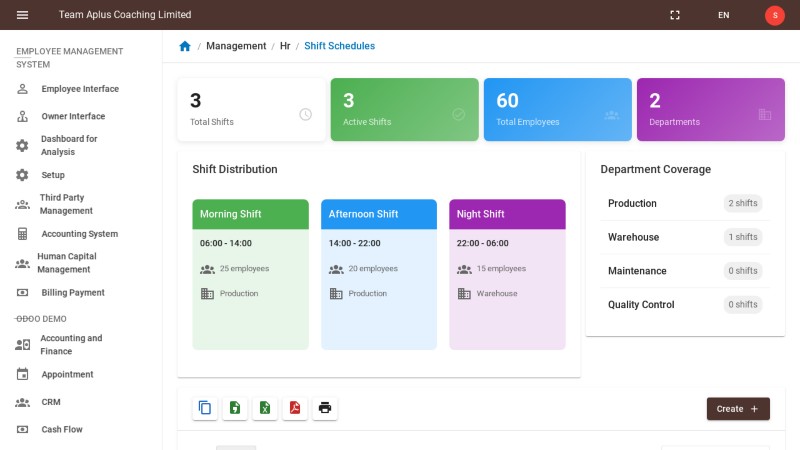 Team Aplus Coaching Limited
EN
S
EMPLOYEE MANAGEMENT
SYSTEM
Employee Interface
Owner Interface
Dashboard for
Analysis
Setup
Third Party
Management
Accounting System
Human Capital
Management
Billing Payment
ODOO DEMO
Accounting and
Finance
Appointment
CRM
Cash Flow
/ Management / Hr / Shift Schedules
3
Total Shifts
3
Active Shifts
60
Total Employees
2
Departments
Shift Distribution
Morning Shift
06:00 - 14:00
25 employees
Production
Afternoon Shift
14:00 - 22:00
20 employees
Production
Night Shift
22:00 - 06:00
15 employees
Warehouse
Department Coverage
Production 2 shifts
Warehouse 1 shifts
Maintenance 0 shifts
Quality Control 0 shifts
Create +